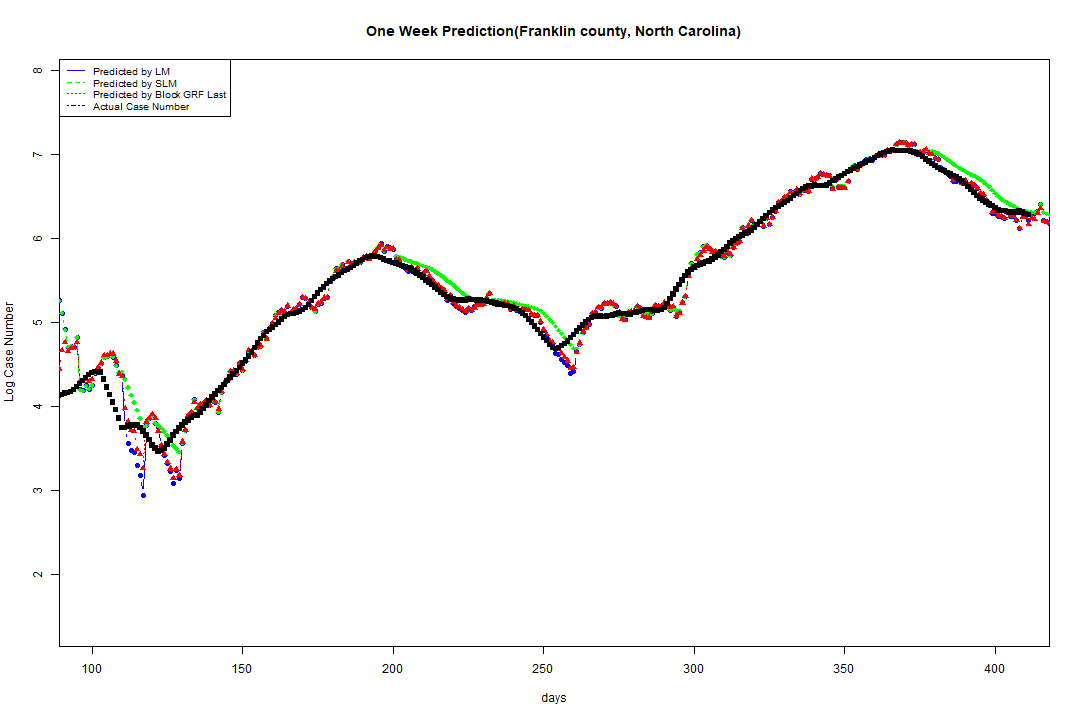 One Week Prediction(Franklin county, North Carolina)
Predicted by LM
Predicted by SLM
Predicted by Block GRF Last
Actual Case Number
8
7
6
5
4
3
2
Log Case Number
100 150 200 250 300 350 400
days